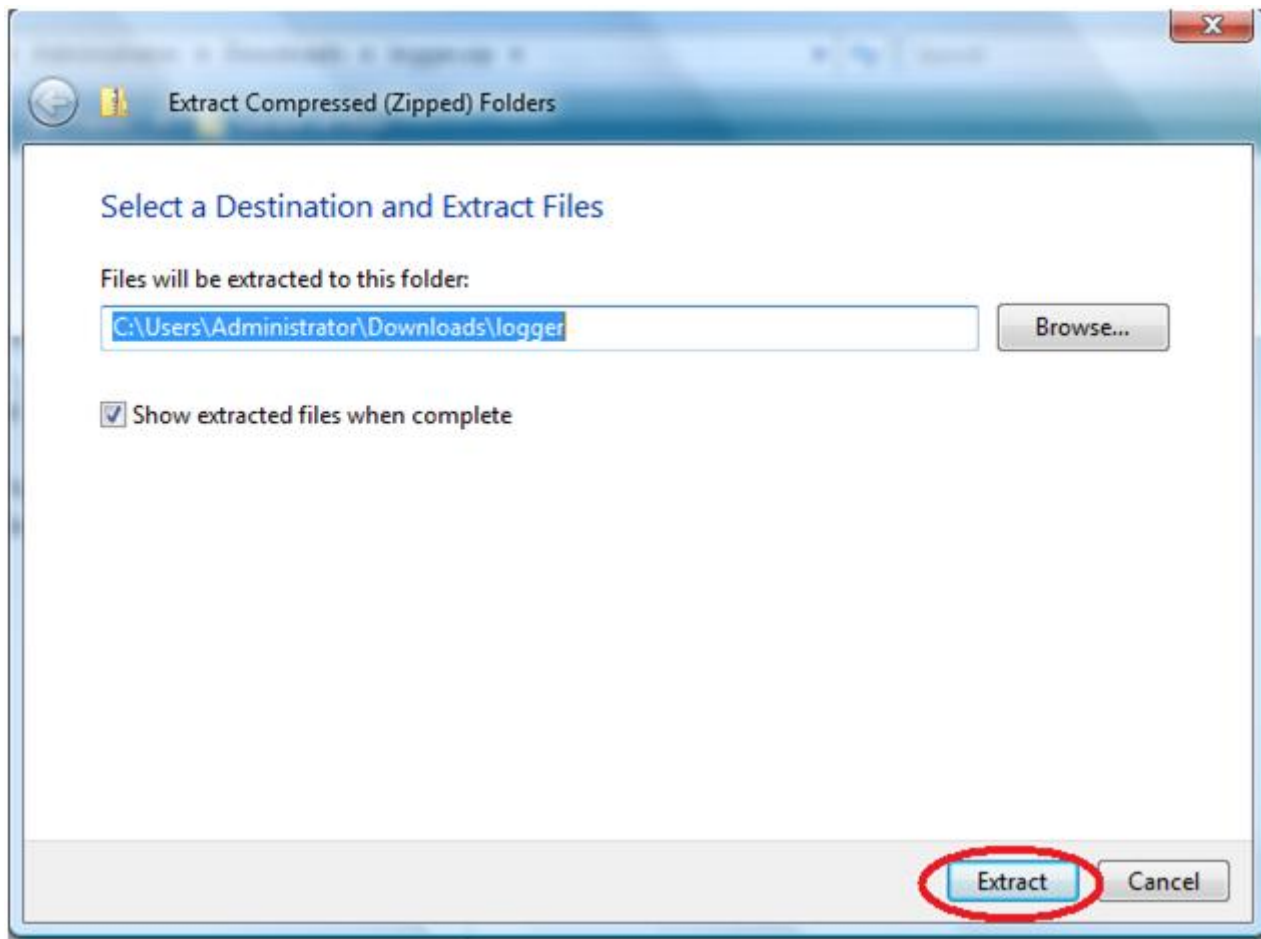 Extract Compressed (Zipped) Folders
Select a Destination and Extract Files
Files will be extracted to this folder:
C:\Users\Administrator\Downloads\logger
Browse...
Show extracted files when complete
Extract
Cancel